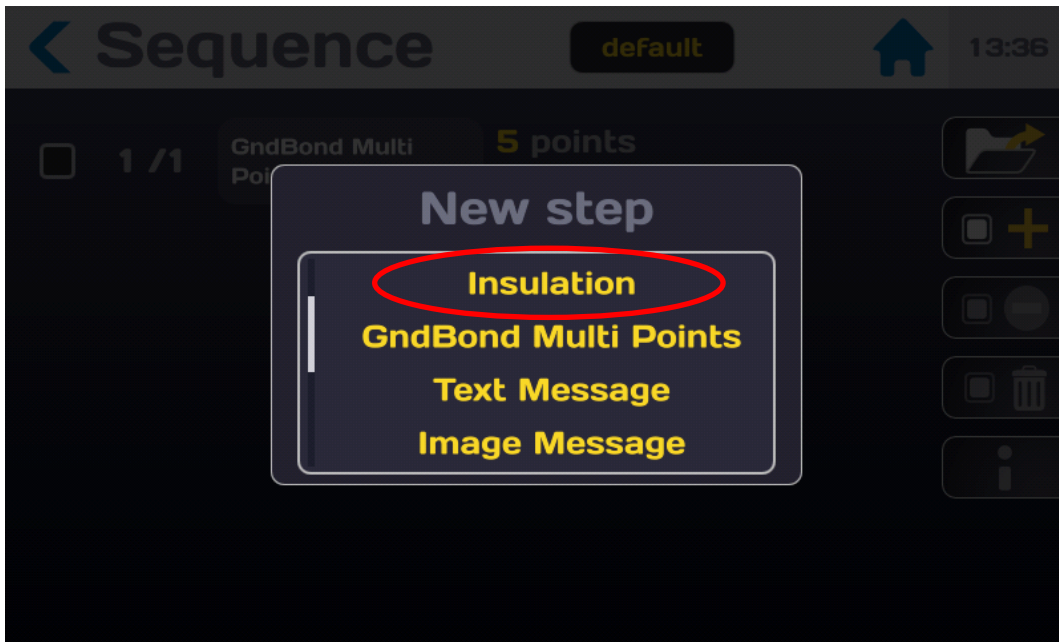 Sequence default 13:36
1 /1 GndBond Multi 5 points
Poi
New step
Insulation
GndBond Multi Points
Text Message
Image Message